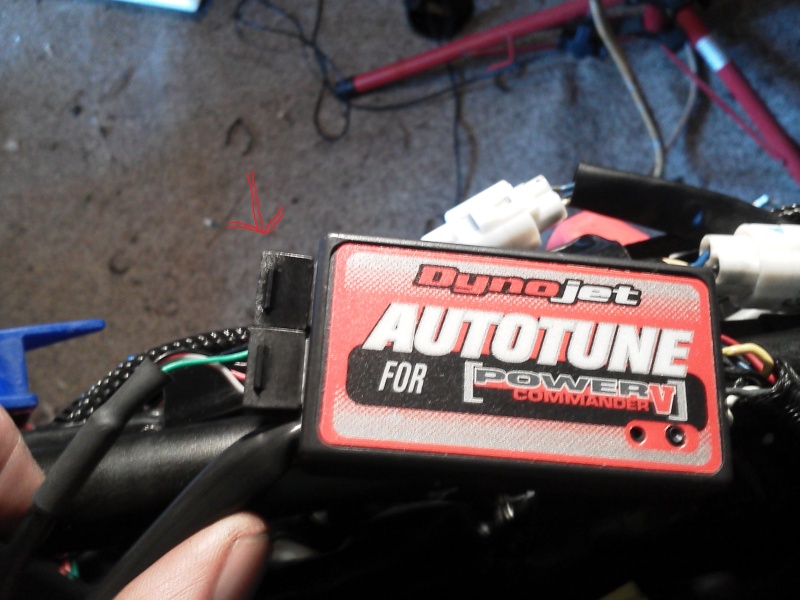 Dynojet
AUTOTUNE
FOR POWER V
COMMANDER